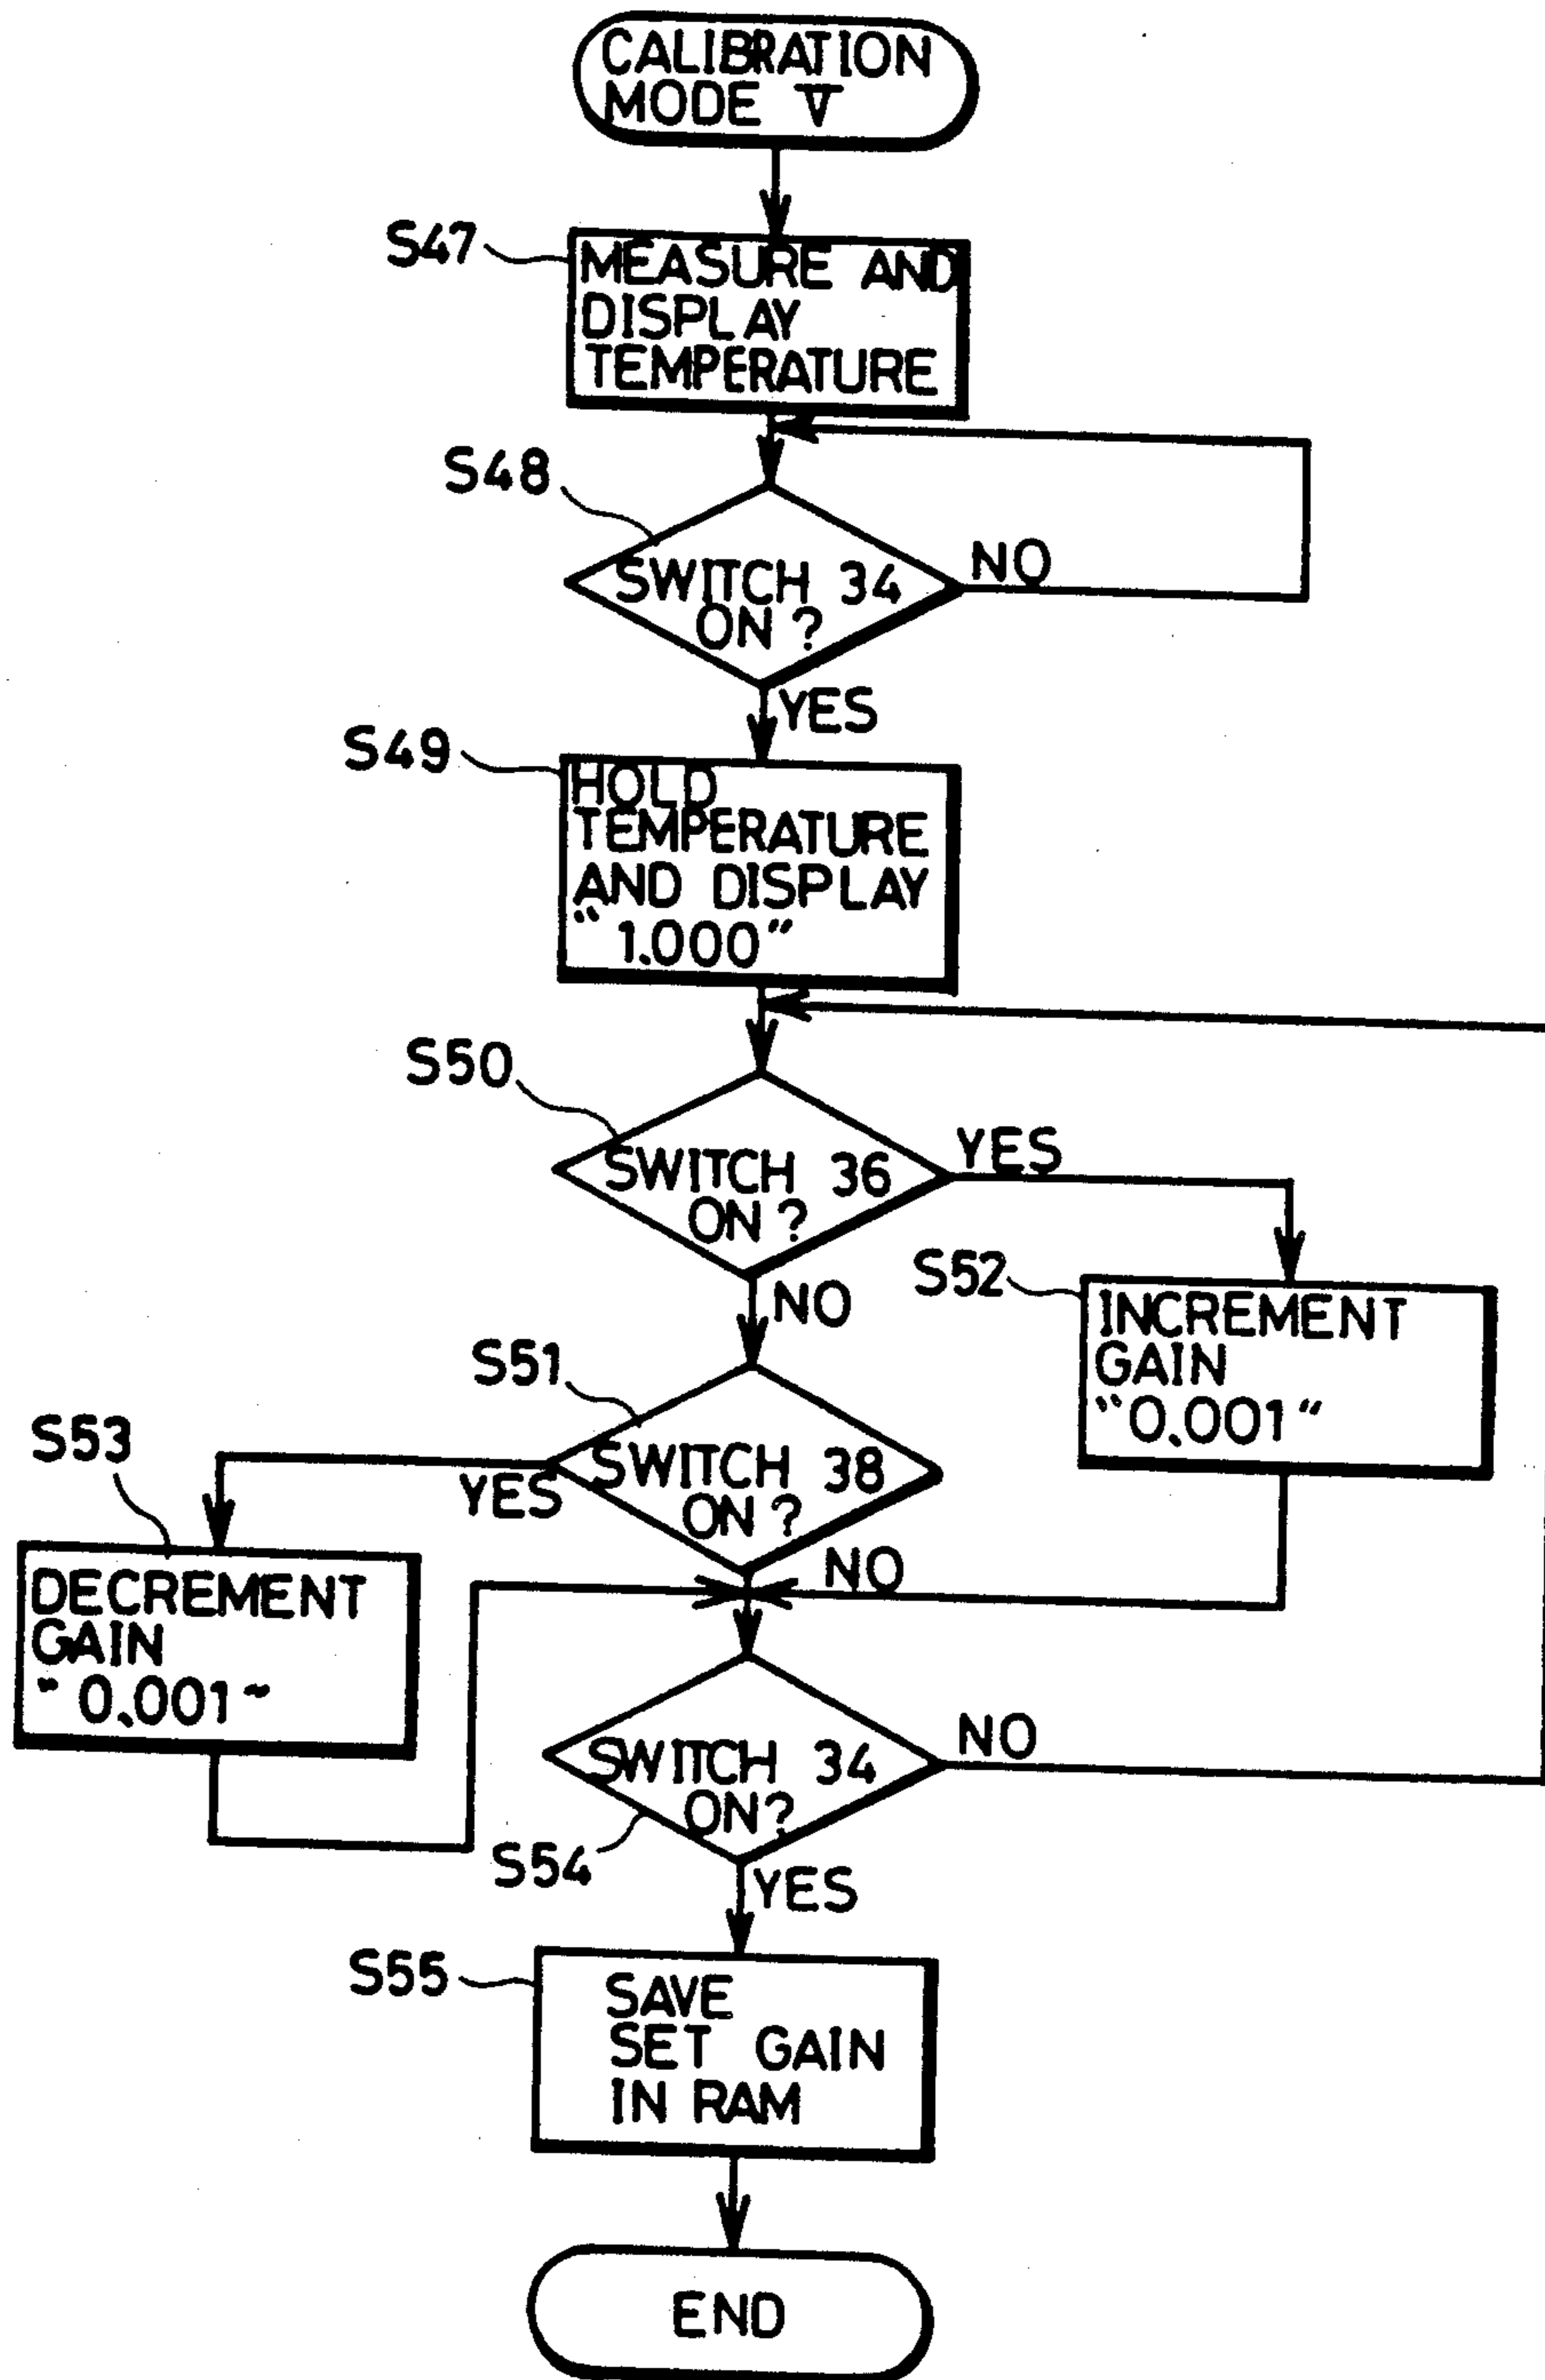 CALIBRATION
MODE V
S47
MEASURE AND
DISPLAY
TEMPERATURE
S48
SWITCH 34
ON ?
NO
YES
S49
HOLD
TEMPERATURE
AND DISPLAY
"1.000"
S50
SWITCH 36
ON ?
YES
NO
S52
INCREMENT
GAIN
"0.001"
S51
SWITCH 38
ON ?
YES
NO
S53
DECREMENT
GAIN
"0.001"
SWITCH 34
ON?
NO
S54
YES
S55
SAVE
SET GAIN
IN RAM
END